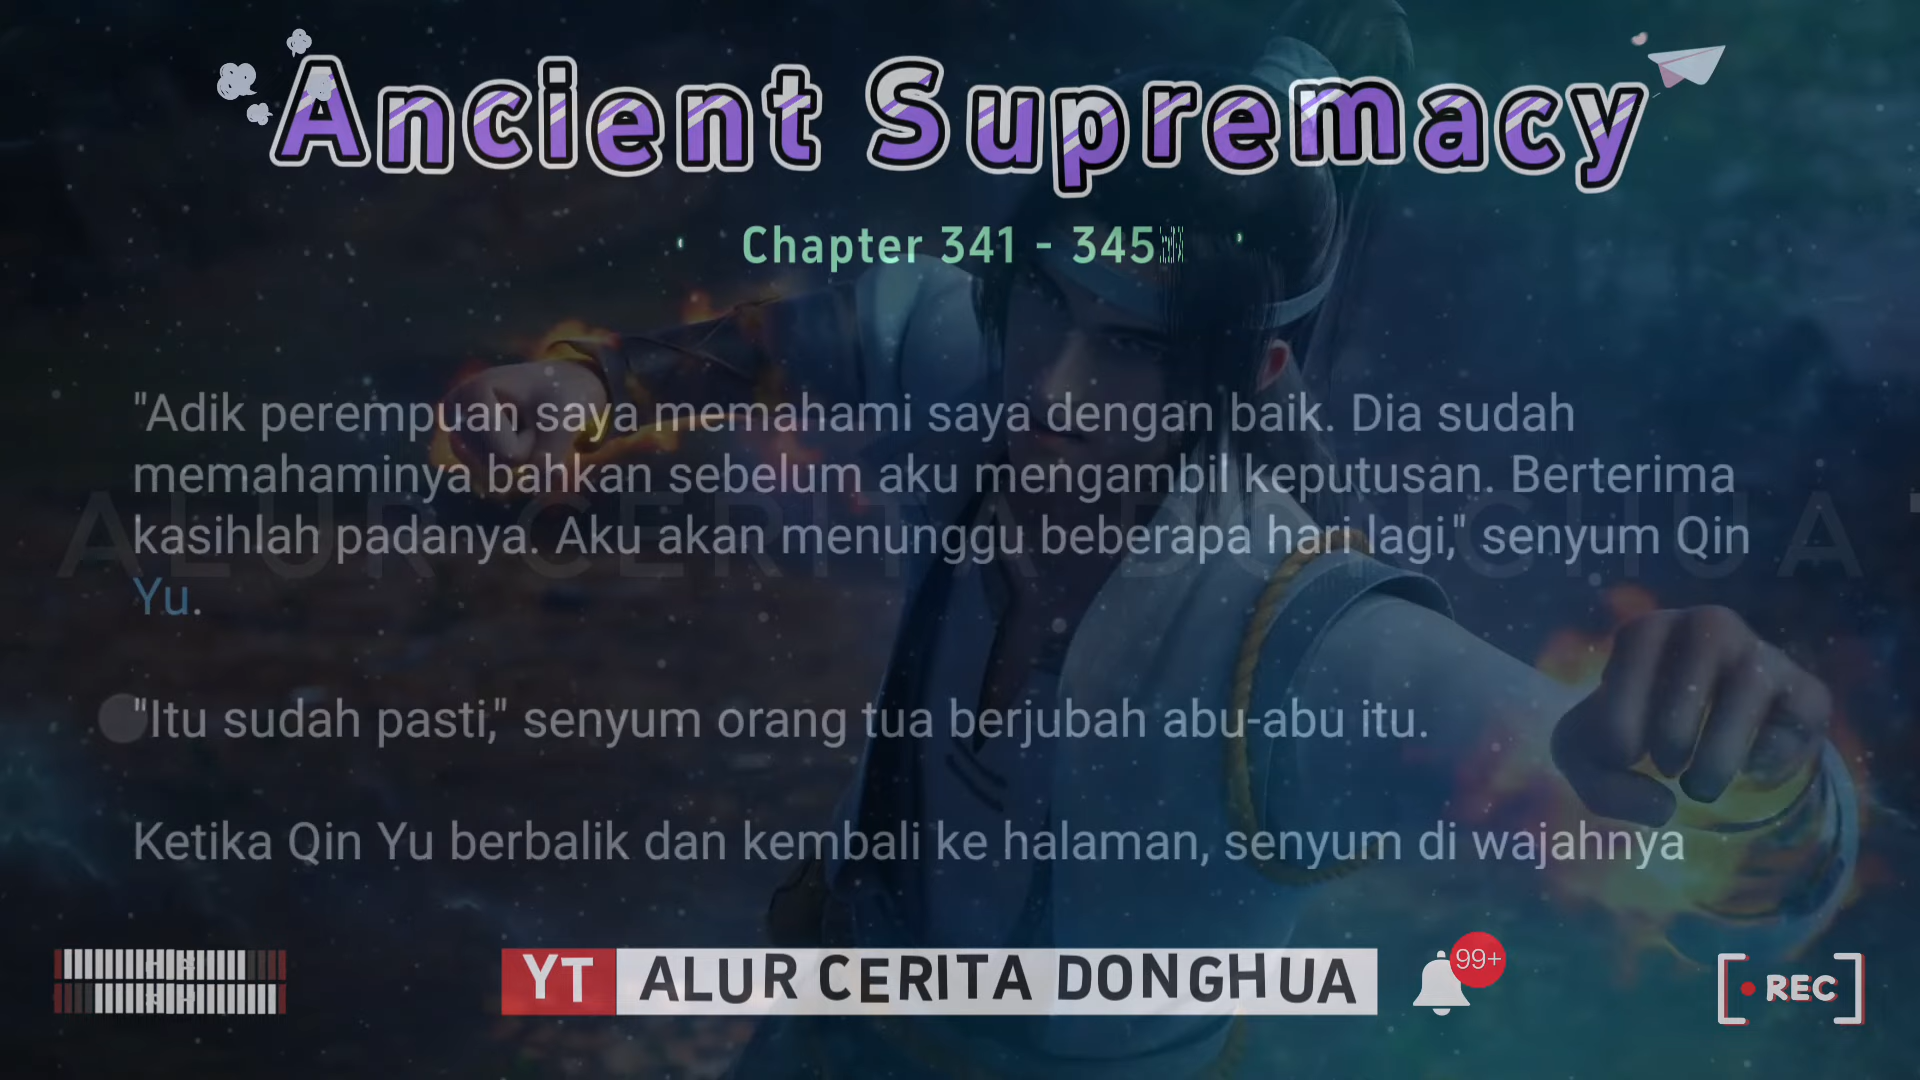 Ancient Supremacy
Chapter 341 - 345
"Adik perempuan saya memahami saya dengan baik. Dia sudah
memahaminya bahkan sebelum aku mengambil keputusan. Berterima
kasihlah padanya. Aku akan menunggu beberapa hari lagi," senyum Qin
Yu.
ALUR CERITA DONGHUA
"Itu sudah pasti," senyum orang tua berjubah abu-abu itu.
Ketika Qin Yu berbalik dan kembali ke halaman, senyum di wajahnya
YT ALUR CERITA DONGHUA
99+
REC